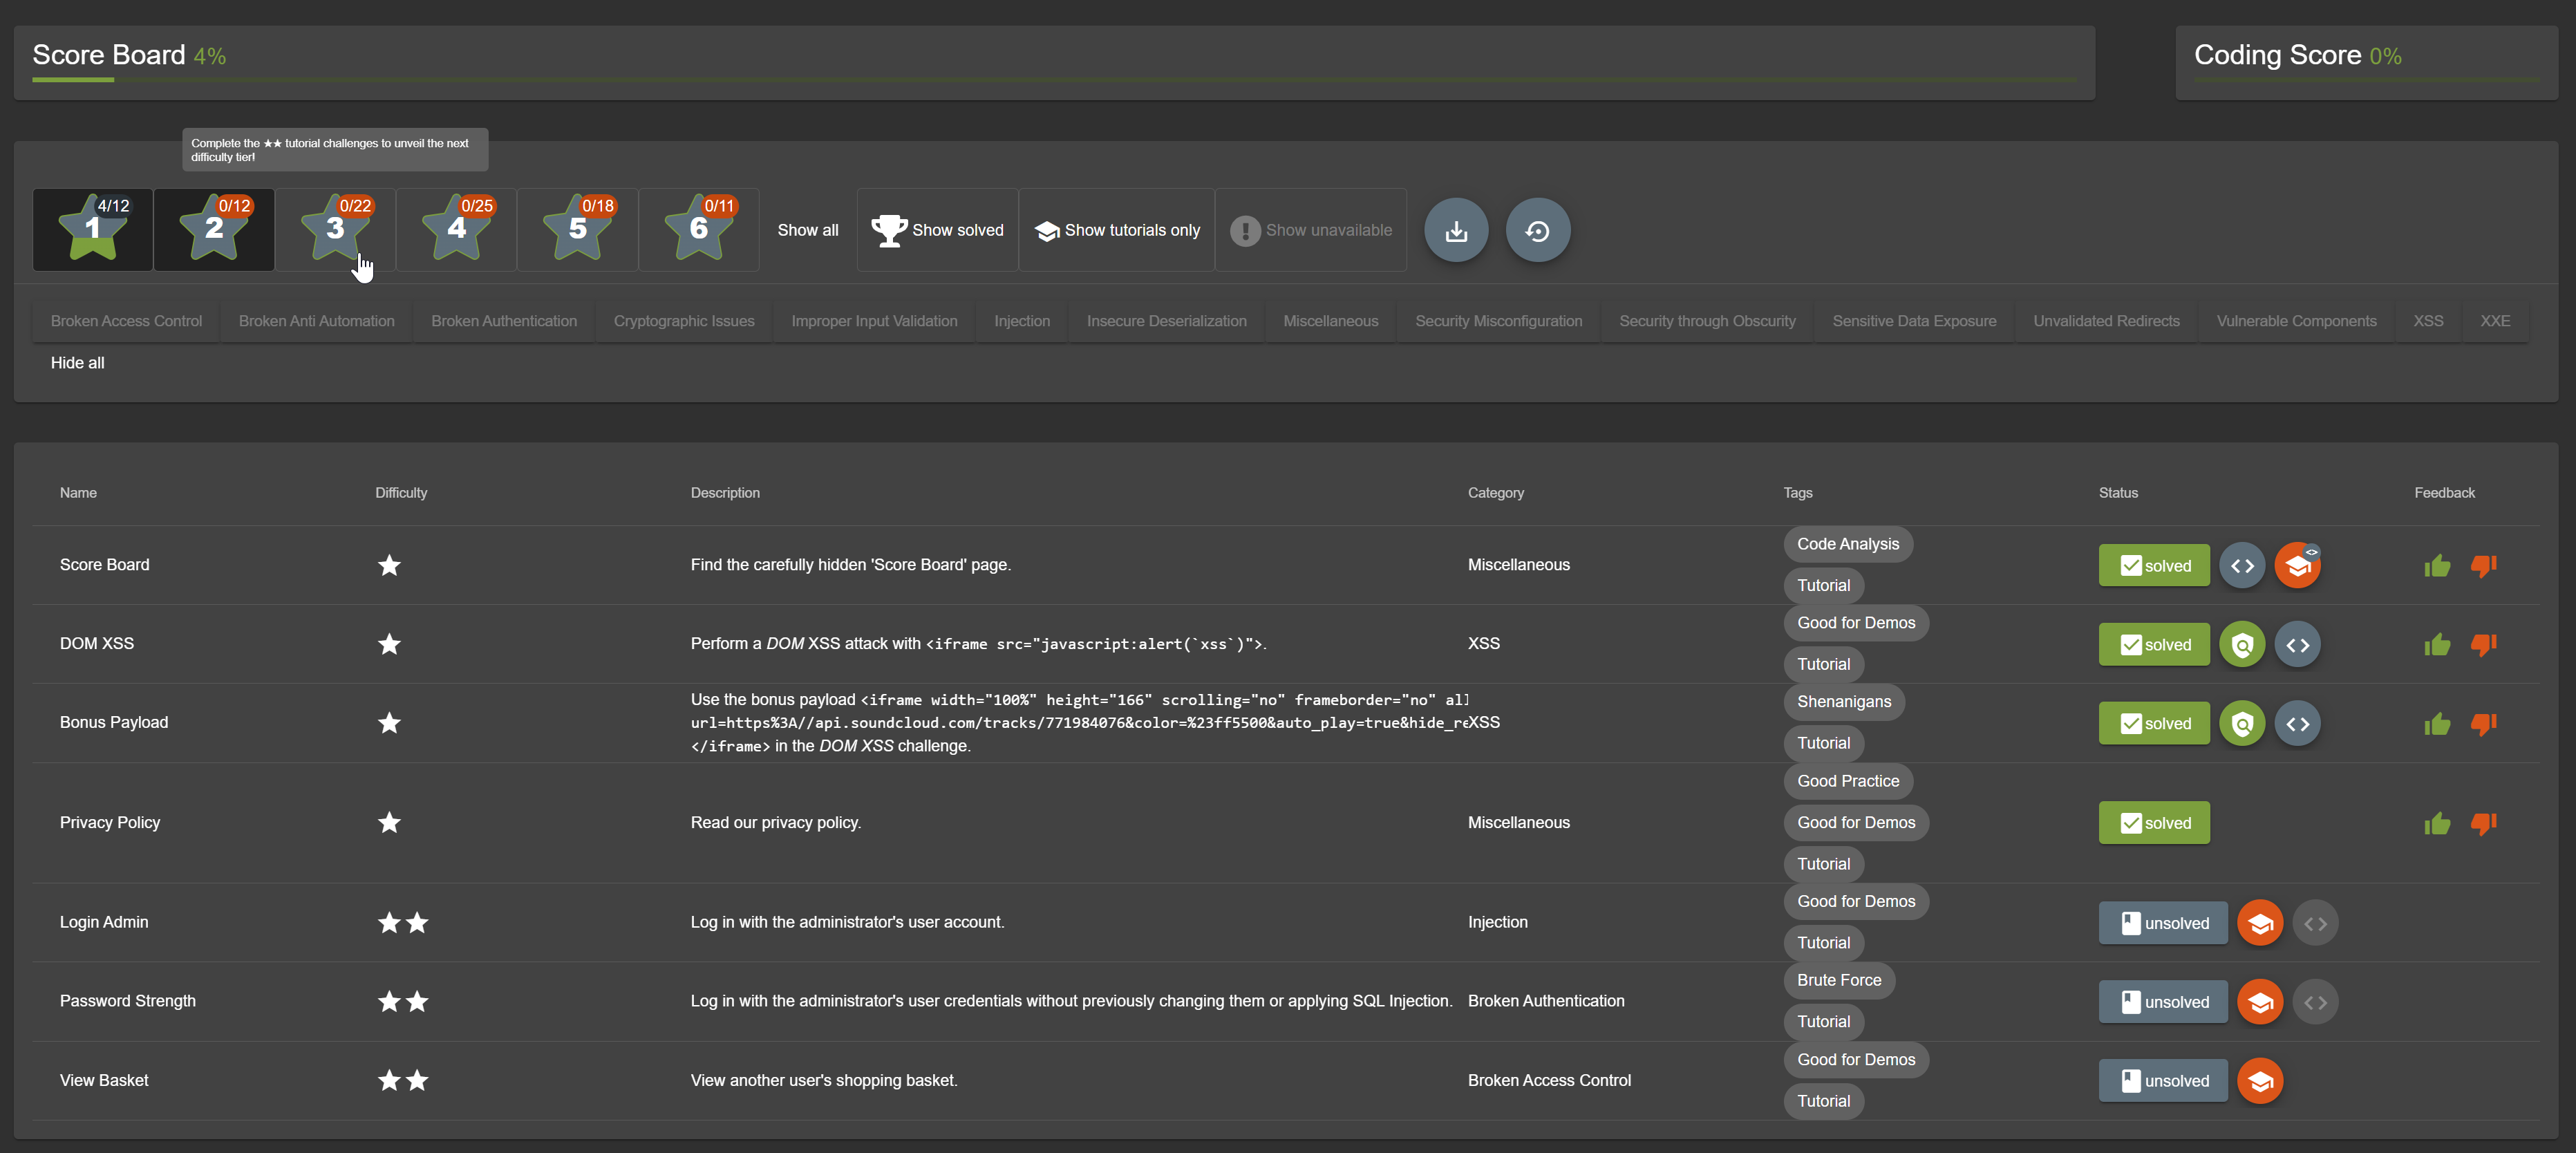 Score Board 4%
Coding Score 0%
Complete the ★★ tutorial challenges to unveil the next
difficulty tier!
4/12
1
0/12
2
0/22
3
0/25
4
0/18
5
0/11
6
Show all
Show solved
Show tutorials only
Show unavailable
Broken Access Control
Broken Anti Automation
Broken Authentication
Cryptographic Issues
Improper Input Validation
Injection
Insecure Deserialization
Miscellaneous
Security Misconfiguration
Security through Obscurity
Sensitive Data Exposure
Unvalidated Redirects
Vulnerable Components
XSS
XXE
Hide all
Name
Difficulty
Description
Category
Tags
Status
Feedback
Score Board
Find the carefully hidden 'Score Board' page.
Miscellaneous
Code Analysis
Tutorial
solved
DOM XSS
Perform a DOM XSS attack with <iframe src="javascript:alert(`xss`)">.
XSS
Good for Demos
Tutorial
solved
Bonus Payload
Use the bonus payload <iframe width="100%" height="166" scrolling="no" frameborder="no" all
url=https%3A//api.soundcloud.com/tracks/771984076&color=%23ff5500&auto_play=true&hide_re
</iframe> in the DOM XSS challenge.
XSS
Shenanigans
Tutorial
solved
Privacy Policy
Read our privacy policy.
Miscellaneous
Good Practice
Good for Demos
Tutorial
solved
Login Admin
Log in with the administrator's user account.
Injection
Good for Demos
Tutorial
unsolved
Password Strength
Log in with the administrator's user credentials without previously changing them or applying SQL Injection.
Broken Authentication
Brute Force
Tutorial
unsolved
View Basket
View another user's shopping basket.
Broken Access Control
Good for Demos
Tutorial
unsolved